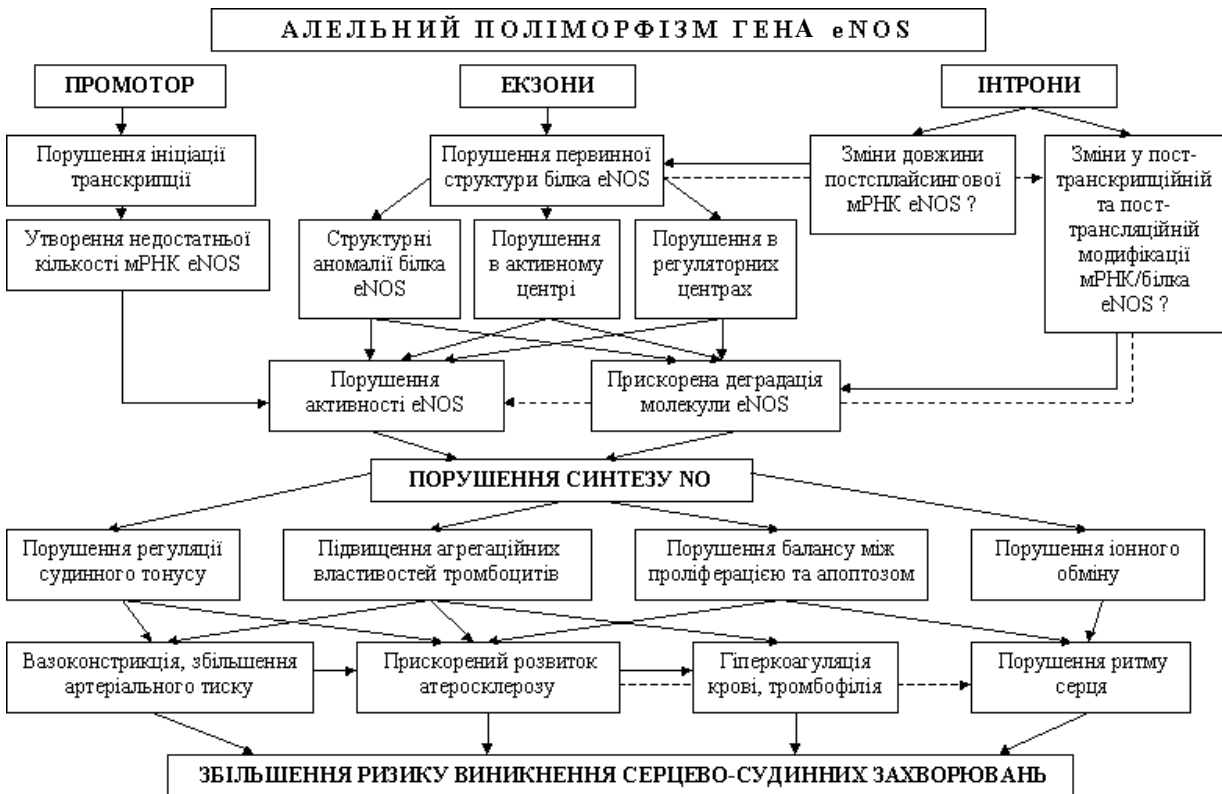 АЛЕЛЬНИЙ ПОЛІМОРФІЗМ ГЕНА eNOS
ПРОМОТОР
ЕКЗОНИ
ІНТРОНИ
Порушення ініціації
транскрипції
Порушення первинної
структури білка eNOS
Зміни довжини
постсплайсингової
мРНК eNOS ?
Зміни у пост-
транскрипційній
та пост-
трансляційній
модифікації
мРНК/білка
eNOS ?
Утворення недостатньої
кількості мРНК eNOS
Структурні
аномалії білка
eNOS
Порушення
в активному
центрі
Порушення в
регуляторних
центрах
Порушення
активності eNOS
Прискорена деградація
молекули eNOS
ПОРУШЕННЯ СИНТЕЗУ NO
Порушення регуляції
судинного тонусу
Підвищення агрегаційних
властивостей тромбоцитів
Порушення балансу між
проліферацією та апоптозом
Порушення іонного
обміну
Вазоконстрикція, збільшення
артеріального тиску
Прискорений розвиток
атеросклерозу
Гіперкоагуляція
крові, тромбофілія
Порушення ритму
серця
ЗБІЛЬШЕННЯ РИЗИКУ ВИНИКНЕННЯ СЕРЦЕВО-СУДИННИХ ЗАХВОРЮВАНЬ